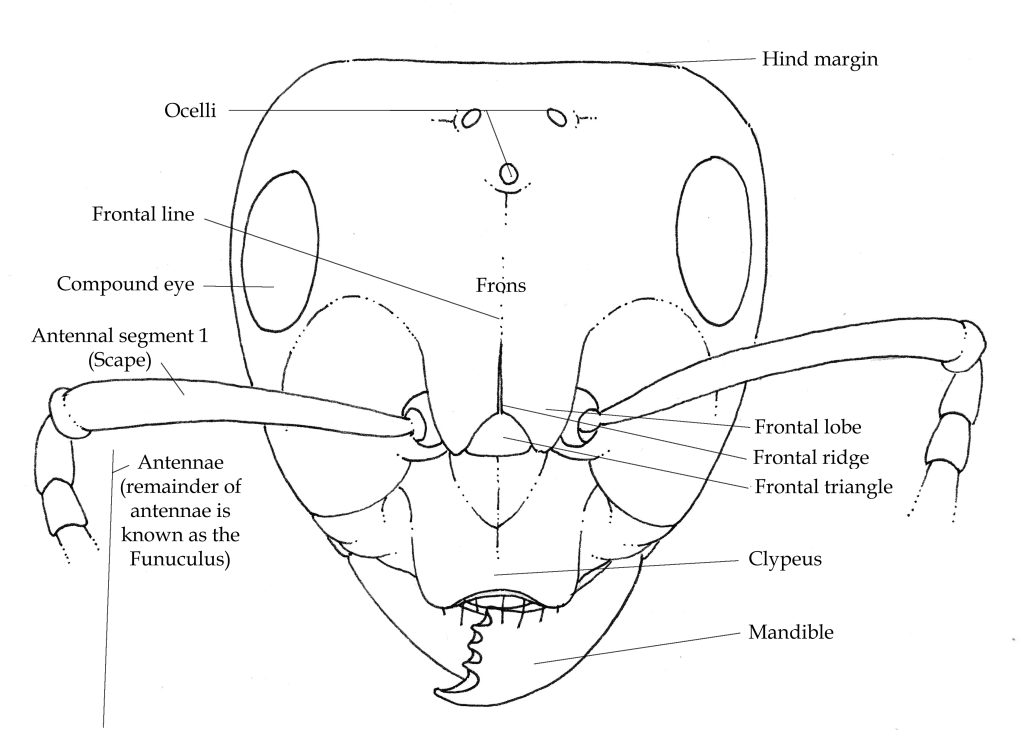 Hind margin
Ocelli
Frontal line
Compound eye
Frons
Antennal segment 1
(Scape)
Frontal lobe
Frontal ridge
Frontal triangle
Antennae
(remainder of
antennae is
known as the
Funuculus)
Clypeus
Mandible